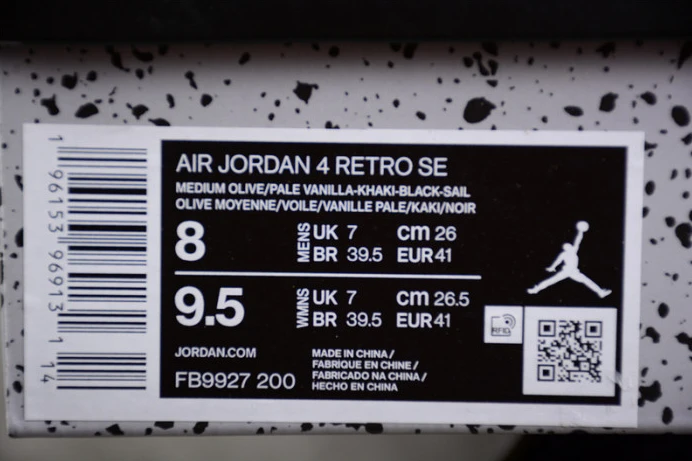 AIR JORDAN 4 RETRO SE
MEDIUM OLIVE/PALE VANILLA-KHAKI-BLACK-SAIL
OLIVE MOYENNE/VOILE/VANILLE PALE/KAKI/NOIR
8 MENS UK 7 cm 26
BR 39.5 EUR 41
9.5 WMNS UK 7 cm 26.5
BR 39.5 EUR 41
JORDAN.COM
FB9927 200
MADE IN CHINA /
FABRIQUÉ EN CHINE /
FABRICADO NA CHINA /
HECHO EN CHINA
RFID
1 96153 96913 1 14